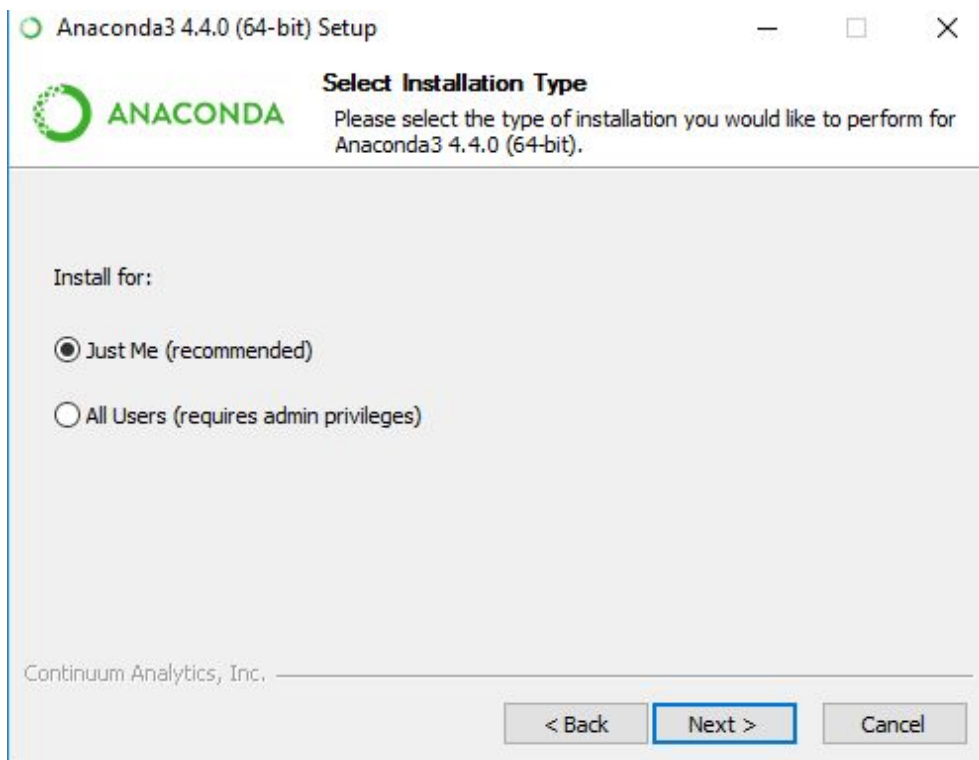 Anaconda3 4.4.0 (64-bit) Setup
ANACONDA
Select Installation Type
Please select the type of installation you would like to perform for
Anaconda3 4.4.0 (64-bit).
Install for:
Just Me (recommended)
All Users (requires admin privileges)
Continuum Analytics, Inc.
< Back Next > Cancel